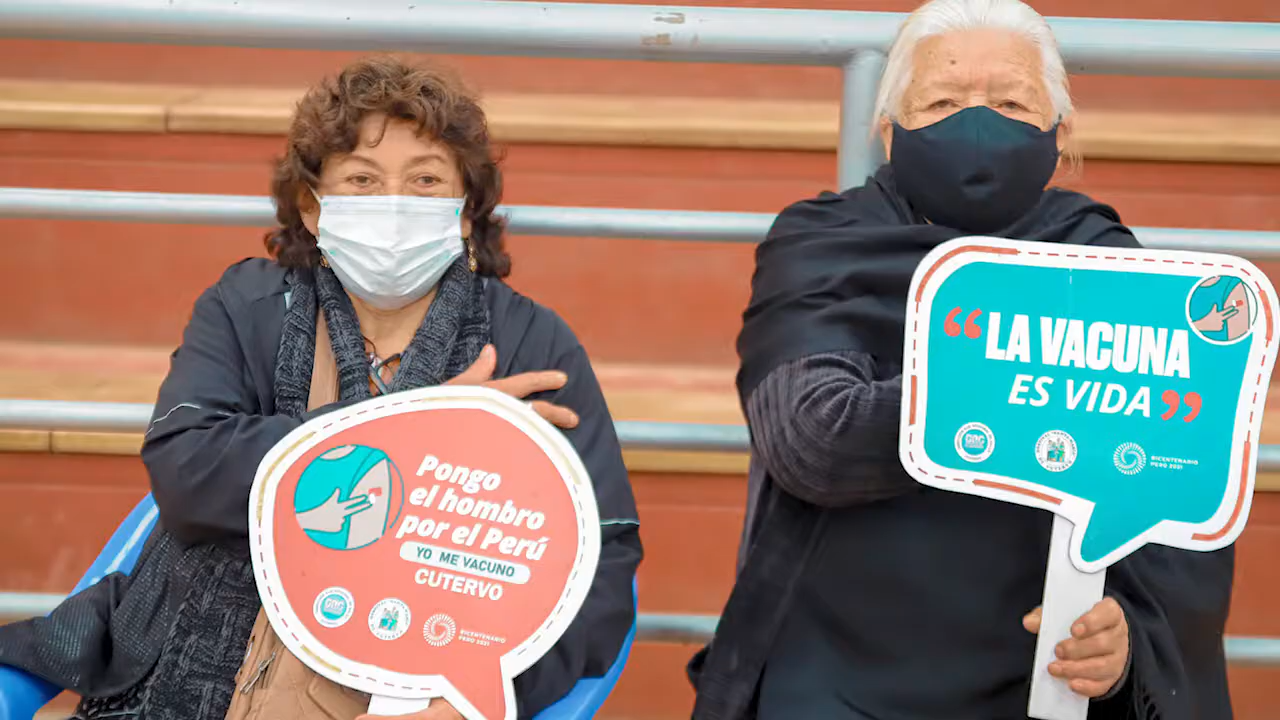 Pongo
el hombro
por el Perú
YO ME VACUNO
CUTERVO
BICENTENARIO
PERÚ 2021
“LA VACUNA
ES VIDA”
BICENTENARIO
PERÚ 2021